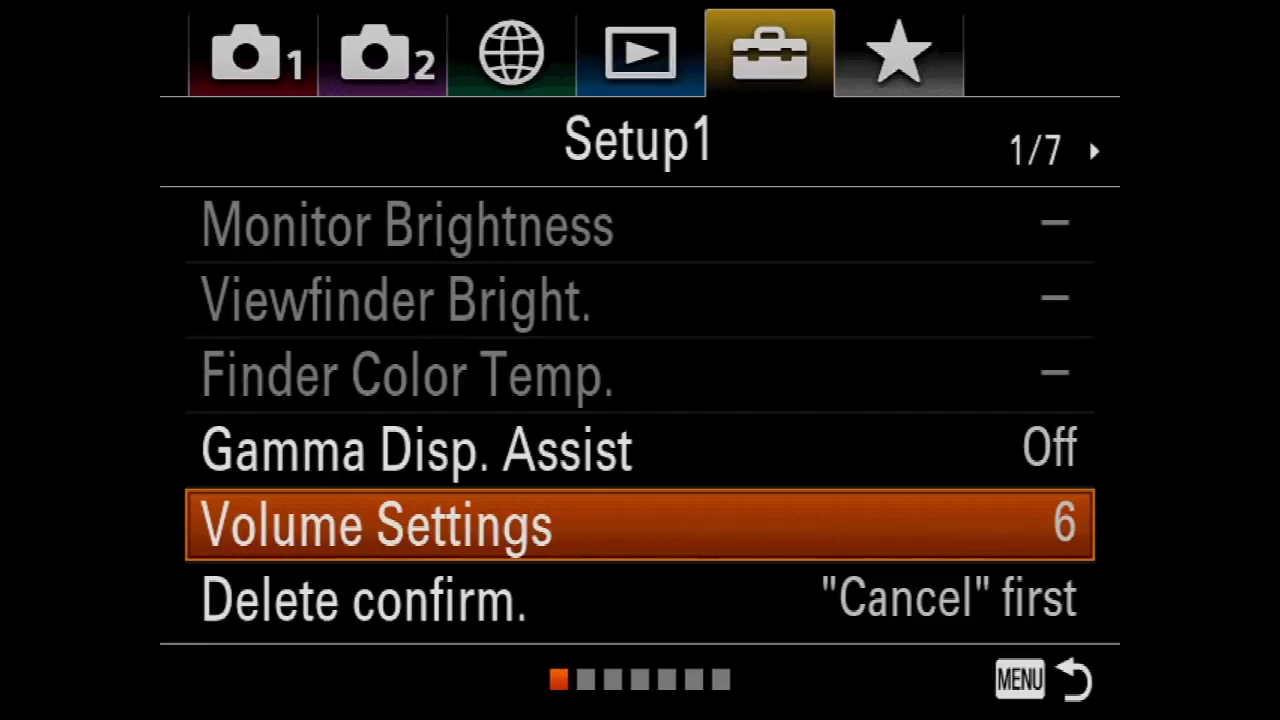 1 2
Setup1 1/7
Monitor Brightness –
Viewfinder Bright. –
Finder Color Temp. –
Gamma Disp. Assist Off
Volume Settings 6
Delete confirm. "Cancel" first
MENU